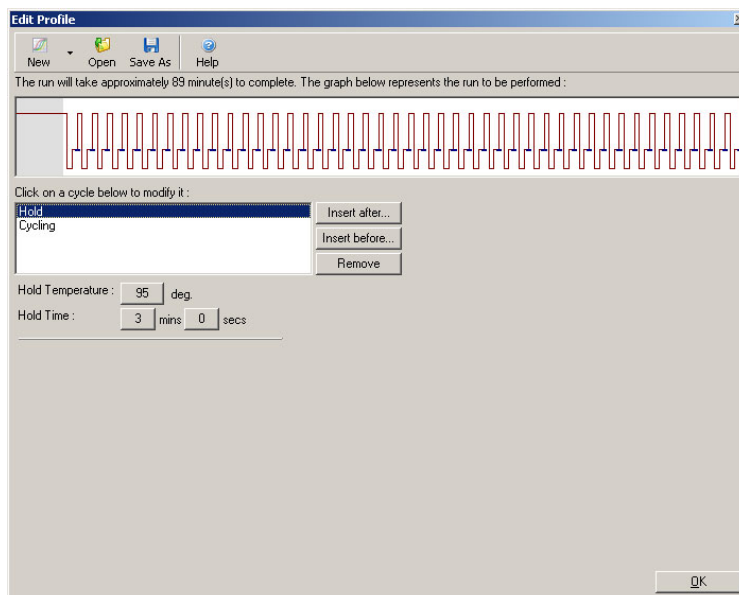 Edit Profile
New Open Save As Help
The run will take approximately 89 minute(s) to complete. The graph below represents the run to be performed :
Click on a cycle below to modify it :
Hold
Cycling
Insert after...
Insert before...
Remove
Hold Temperature : 95 deg.
Hold Time : 3 mins 0 secs
OK